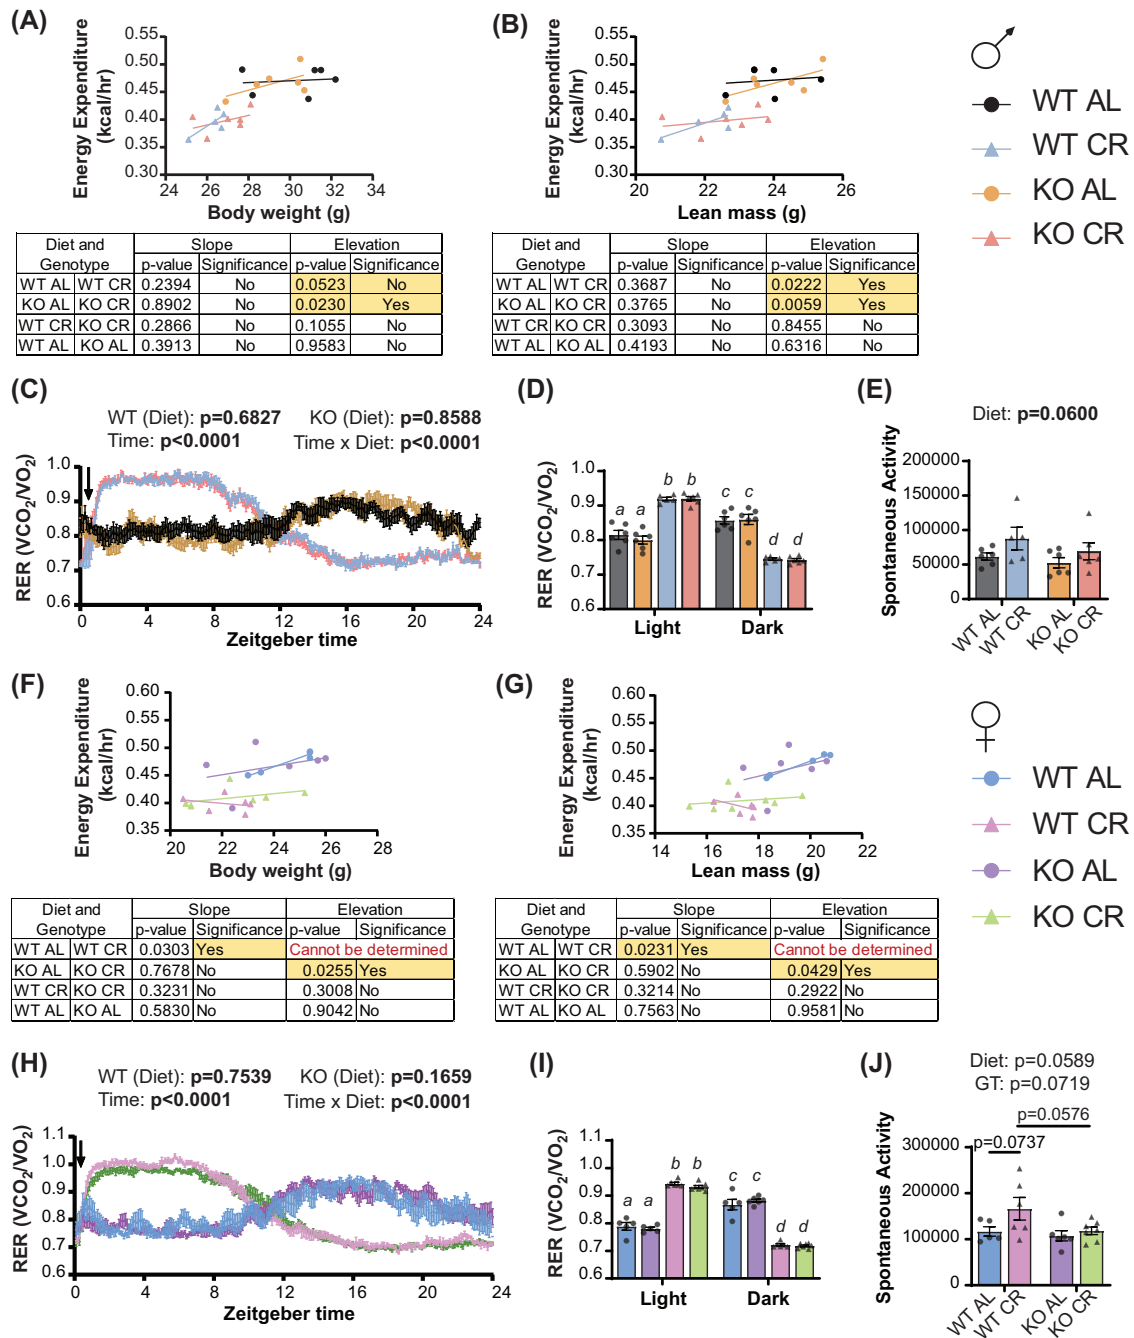 (A)
Energy Expenditure
(kcal/hr)
0.55
0.50
0.45
0.40
0.35
0.30
24 26 28 30 32 34
Body weight (g)
Diet and Genotype Slope Elevation
p-value Significance p-value Significance
WT AL WT CR 0.2394 No 0.0523 No
KO AL KO CR 0.8902 No 0.0230 Yes
WT CR KO CR 0.2866 No 0.1055 No
WT AL KO AL 0.3913 No 0.9583 No
(B)
Energy Expenditure
(kcal/hr)
0.55
0.50
0.45
0.40
0.35
0.30
20 22 24 26
Lean mass (g)
Diet and Genotype Slope Elevation
p-value Significance p-value Significance
WT AL WT CR 0.3687 No 0.0222 Yes
KO AL KO CR 0.3765 No 0.0059 Yes
WT CR KO CR 0.3093 No 0.8455 No
WT AL KO AL 0.4193 No 0.6316 No
WT AL
WT CR
KO AL
KO CR
(C)
WT (Diet): p=0.6827 KO (Diet): p=0.8588
Time: p<0.0001 Time x Diet: p<0.0001
RER (VCO2/VO2)
1.0
0.9
0.8
0.7
0.6
0 4 8 12 16 20 24
Zeitgeber time
(D)
RER (VCO2/VO2)
1.0
0.9
0.8
0.7
0.6
a a b b c c d d
Light Dark
(E)
Diet: p=0.0600
Spontaneous Activity
200000
150000
100000
50000
0
WT AL
WT CR
KO AL
KO CR
(F)
Energy Expenditure
(kcal/hr)
0.60
0.55
0.50
0.45
0.40
0.35
20 22 24 26 28
Body weight (g)
Diet and Genotype Slope Elevation
p-value Significance p-value Significance
WT AL WT CR 0.0303 Yes Cannot be determined
KO AL KO CR 0.7678 No 0.0255 Yes
WT CR KO CR 0.3231 No 0.3008 No
WT AL KO AL 0.5830 No 0.9042 No
(G)
Energy Expenditure
(kcal/hr)
0.60
0.55
0.50
0.45
0.40
0.35
14 16 18 20 22
Lean mass (g)
Diet and Genotype Slope Elevation
p-value Significance p-value Significance
WT AL WT CR 0.0231 Yes Cannot be determined
KO AL KO CR 0.5902 No 0.0429 Yes
WT CR KO CR 0.3214 No 0.2922 No
WT AL KO AL 0.7563 No 0.9581 No
WT AL
WT CR
KO AL
KO CR
(H)
WT (Diet): p=0.7539 KO (Diet): p=0.1659
Time: p<0.0001 Time x Diet: p<0.0001
RER (VCO2/VO2)
1.1
1.0
0.9
0.8
0.7
0.6
0 4 8 12 16 20 24
Zeitgeber time
(I)
RER (VCO2/VO2)
1.1
1.0
0.9
0.8
0.7
0.6
a a b b c c d d
Light Dark
(J)
Diet: p=0.0589
GT: p=0.0719
p=0.0576
p=0.0737
Spontaneous Activity
300000
200000
100000
0
WT AL
WT CR
KO AL
KO CR